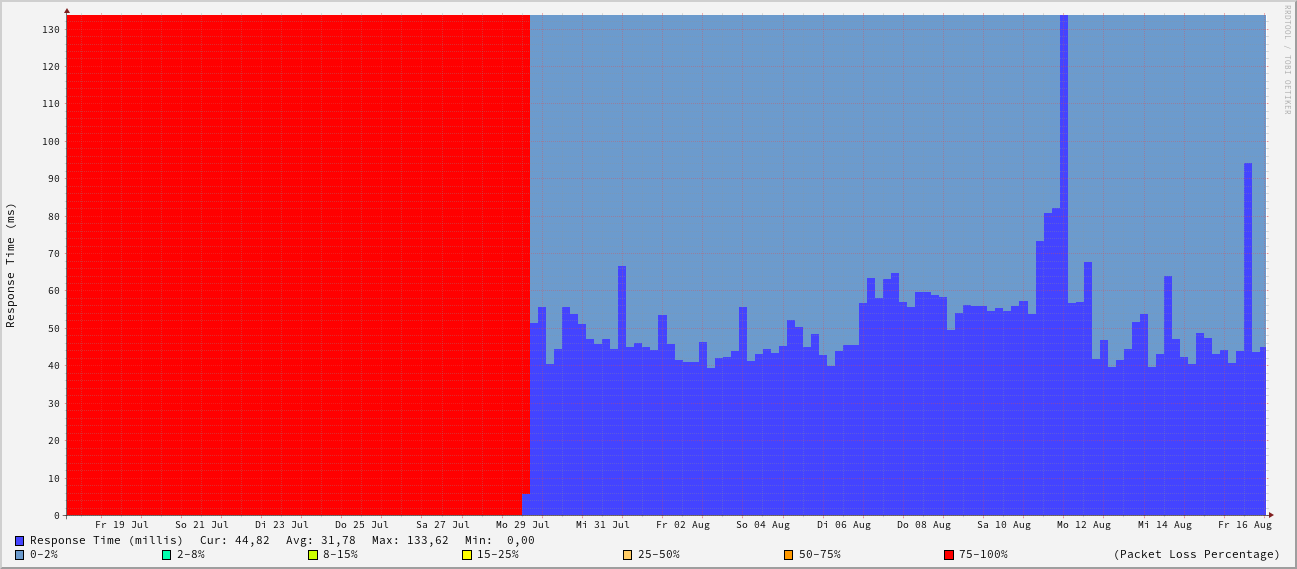 RRDTOOL / TOBI OETIKER
Response Time (ms)
130
120
110
100
90
80
70
60
50
40
30
20
10
0
Fr 19 Jul So 21 Jul Di 23 Jul Do 25 Jul Sa 27 Jul Mo 29 Jul Mi 31 Jul Fr 02 Aug So 04 Aug Di 06 Aug Do 08 Aug Sa 10 Aug Mo 12 Aug Mi 14 Aug Fr 16 Aug
Response Time (millis) Cur: 44,82 Avg: 31,78 Max: 133,62 Min: 0,00
0-2% 2-8% 8-15% 15-25% 25-50% 50-75% 75-100% (Packet Loss Percentage)